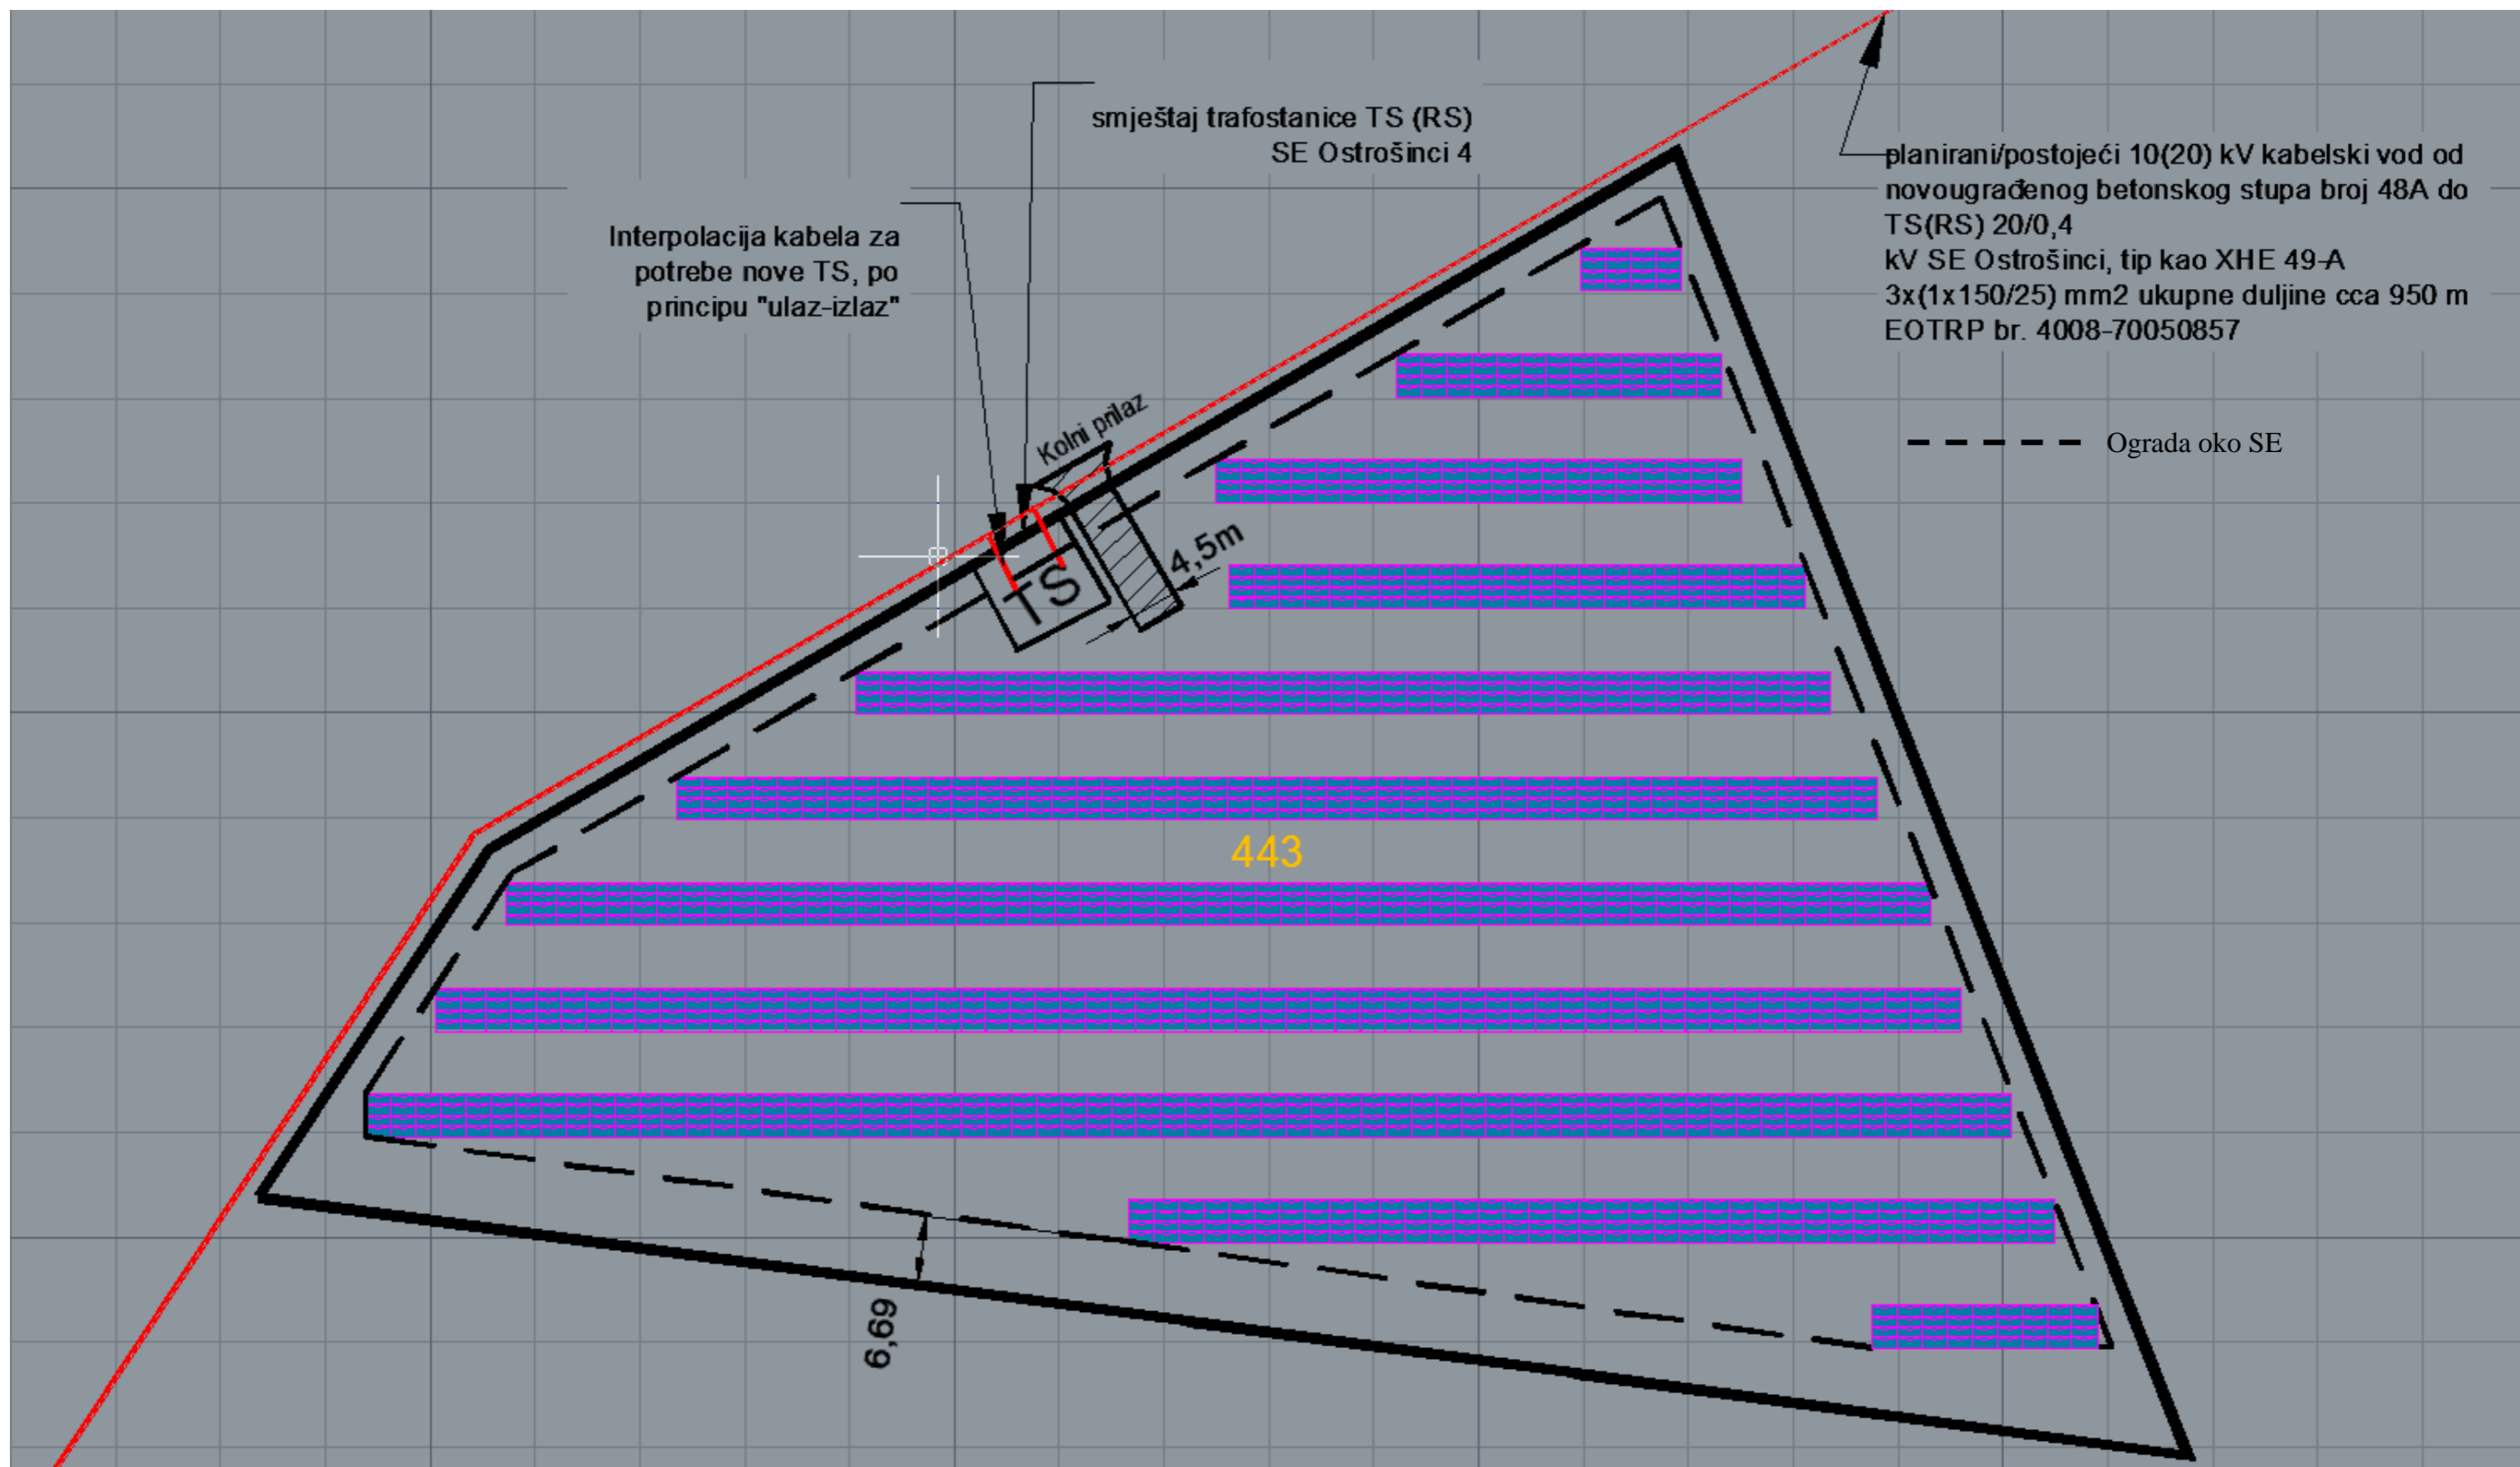 smještaj trafostanice TS (RS)
SE Ostrošinci 4
Interpolacija kabela za
potrebe nove TS, po
principu "ulaz-izlaz"
planirani/postojeći 10(20) kV kabelski vod od
novougrađenog betonskog stupa broj 48A do
TS(RS) 20/0,4
kV SE Ostrošinci, tip kao XHE 49-A
3x(1x150/25) mm2 ukupne duljine cca 950 m
EOTRP br. 4008-70050857
Ograda oko SE
Kolni prilaz
4,5m
TS
443
6,69